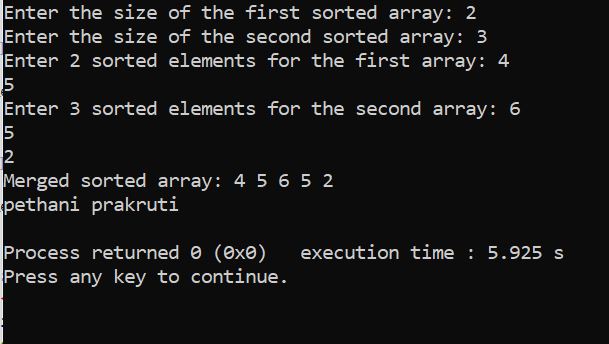 Enter the size of the first sorted array: 2
Enter the size of the second sorted array: 3
Enter 2 sorted elements for the first array: 4
5
Enter 3 sorted elements for the second array: 6
5
2
Merged sorted array: 4 5 6 5 2
pethani prakruti
Process returned 0 (0x0)   execution time : 5.925 s
Press any key to continue.